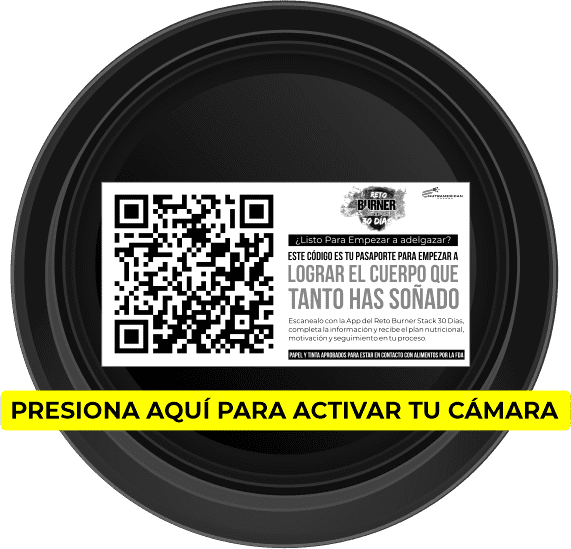 RETO
BURNER
30 DÍAS
NUTRAMERICAN
¿Listo Para Empezar a adelgazar?
ESTE CÓDIGO ES TU PASAPORTE PARA EMPEZAR A
LOGRAR EL CUERPO QUE
TANTO HAS SOÑADO
Escanealo con la App del Reto Burner Stack 30 Días,
completa la información y recibe el plan nutricional,
motivación y seguimiento en tu proceso.
PAPEL Y TINTA APROBADOS PARA ESTAR EN CONTACTO CON ALIMENTOS POR LA FDA.
PRESIONA AQUÍ PARA ACTIVAR TU CÁMARA